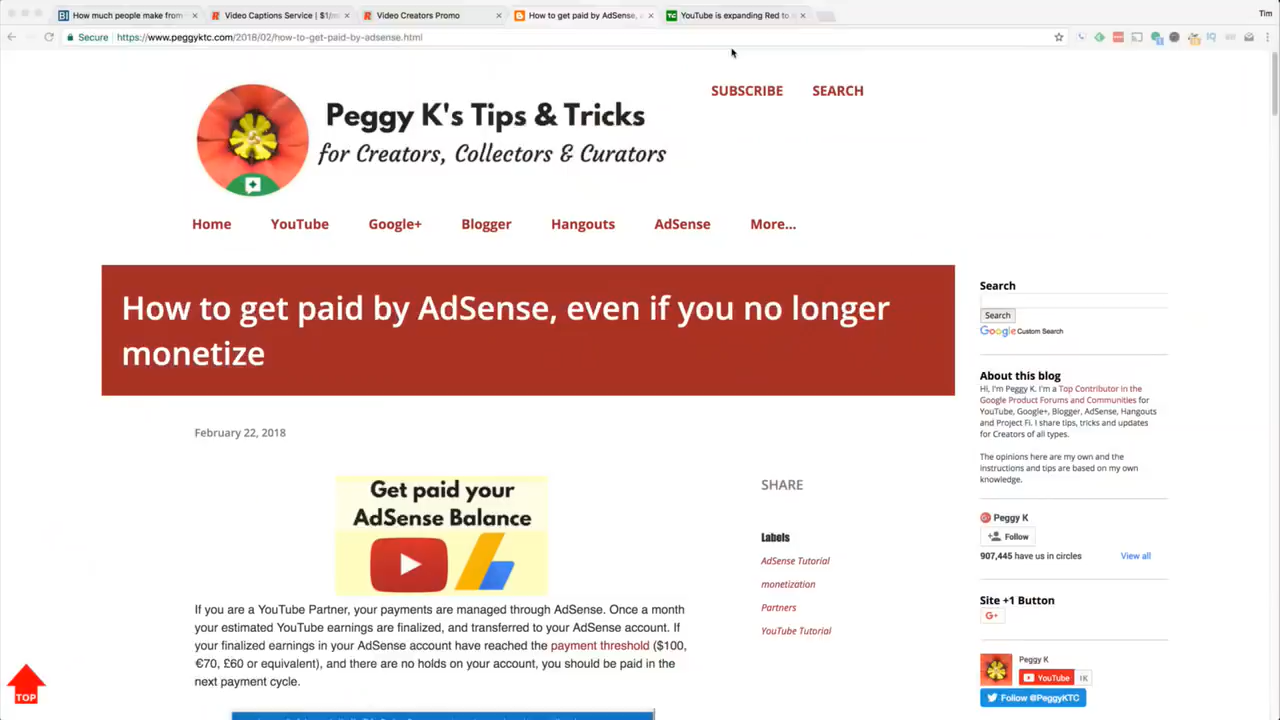 How much people make from
Video Captions Service | $1/m
Video Creators Promo
How to get paid by AdSense, e
YouTube is expanding Red to
Tim
Secure
https://www.peggyktc.com/2018/02/how-to-get-paid-by-adsense.html
Peggy K's Tips & Tricks
for Creators, Collectors & Curators
SUBSCRIBE
SEARCH
Home
YouTube
Google+
Blogger
Hangouts
AdSense
More...
How to get paid by AdSense, even if you no longer
monetize
February 22, 2018
Get paid your
AdSense Balance
If you are a YouTube Partner, your payments are managed through AdSense. Once a month
your estimated YouTube earnings are finalized, and transferred to your AdSense account. If
your finalized earnings in your AdSense account have reached the payment threshold ($100,
€70, £60 or equivalent), and there are no holds on your account, you should be paid in the
next payment cycle.
SHARE
Labels
AdSense Tutorial
monetization
Partners
YouTube Tutorial
Search
Search
Google Custom Search
About this blog
Hi, I'm Peggy K. I'm a Top Contributor in the
Google Product Forums and Communities for
YouTube, Google+, Blogger, AdSense, Hangouts
and Project Fi. I share tips, tricks and updates
for Creators of all types.
The opinions here are my own and the
instructions and tips are based on my own
knowledge.
Peggy K
Follow
907,445 have us in circles
View all
Site +1 Button
G+
Peggy K
YouTube 1K
Follow @PeggyKTC
TOP